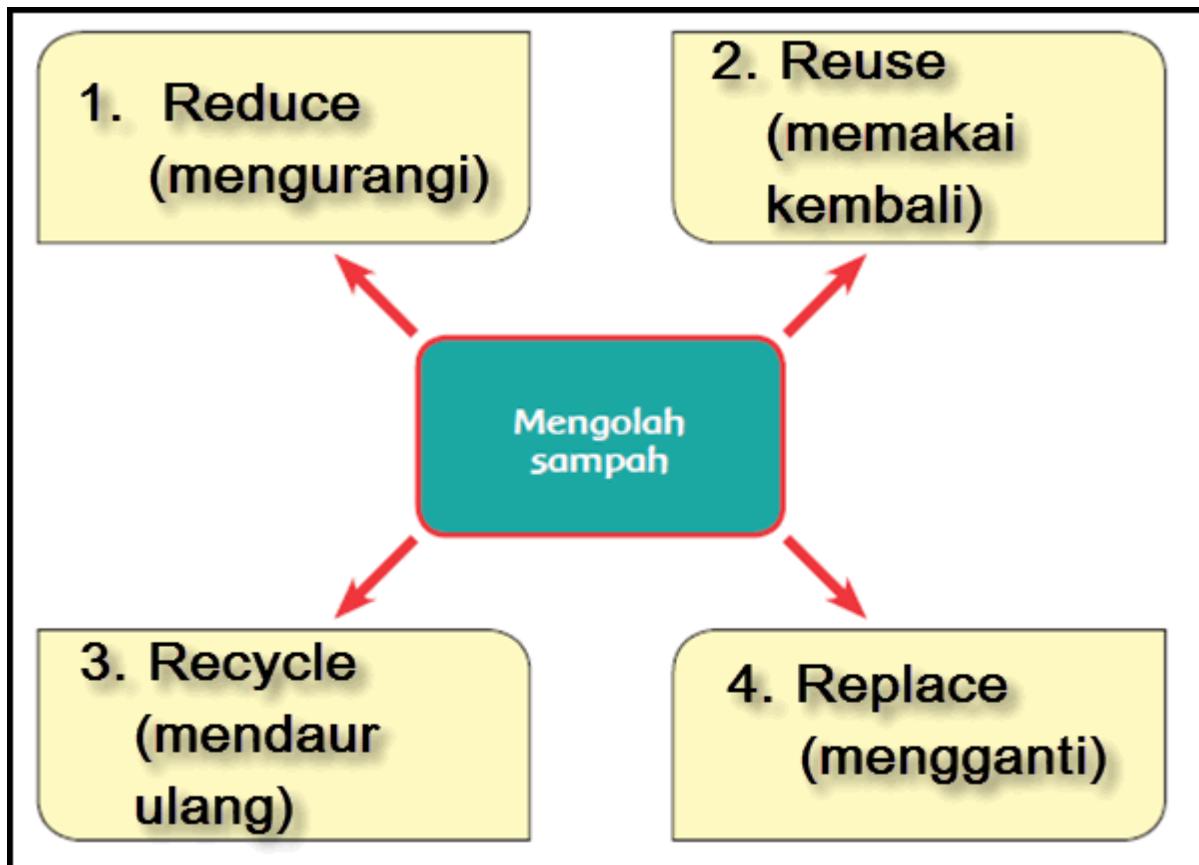 1. Reduce
(mengurangi)
2. Reuse
(memakai
kembali)
Mengolah
sampah
3. Recycle
(mendaur
ulang)
4. Replace
(mengganti)